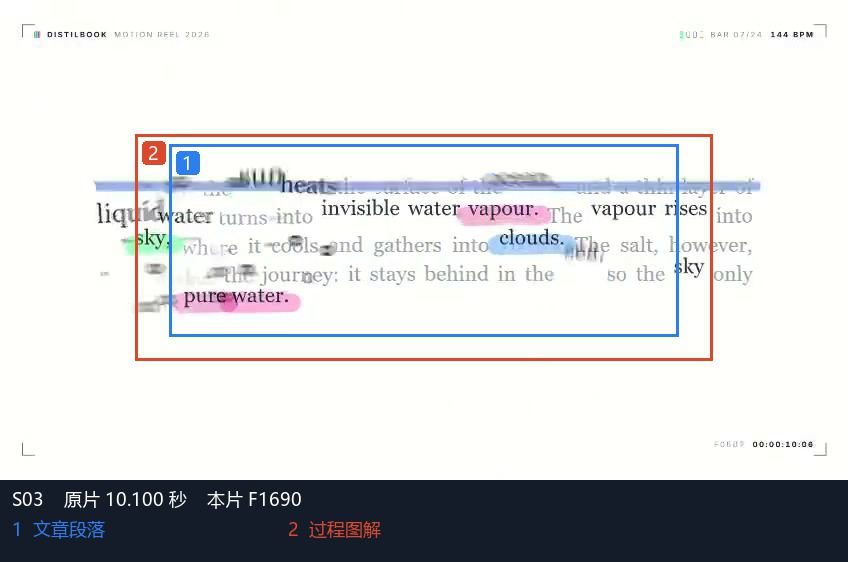 DISTILBOOK MOTION REEL 2026
BAR 07/24 144 BPM
2
1
the heats the surface of the and a thin layer of
liquid water turns into invisible water vapour. The vapour rises into
sky, where it cools and gathers into clouds. The salt, however,
the journey: it stays behind in the so the sky only
pure water.
00:00:10:06
S03 原片 10.100 秒 本片 F1690
1 文章段落 2 过程图解